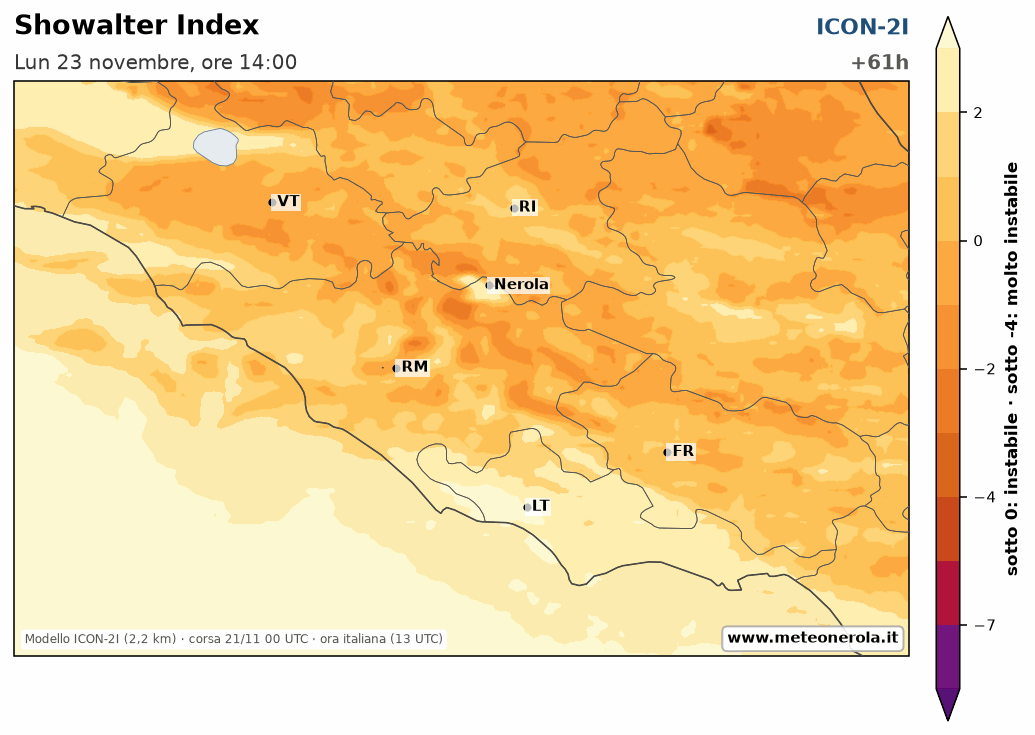 Showalter Index
ICON-2I
Lun 23 novembre, ore 14:00
+61h
VT
RI
Nerola
RM
FR
LT
Modello ICON-2I (2,2 km) · corsa 21/11 00 UTC · ora italiana (13 UTC)
www.meteonerola.it
2
0
−2
−4
−7
sotto 0: instabile · sotto -4: molto instabile